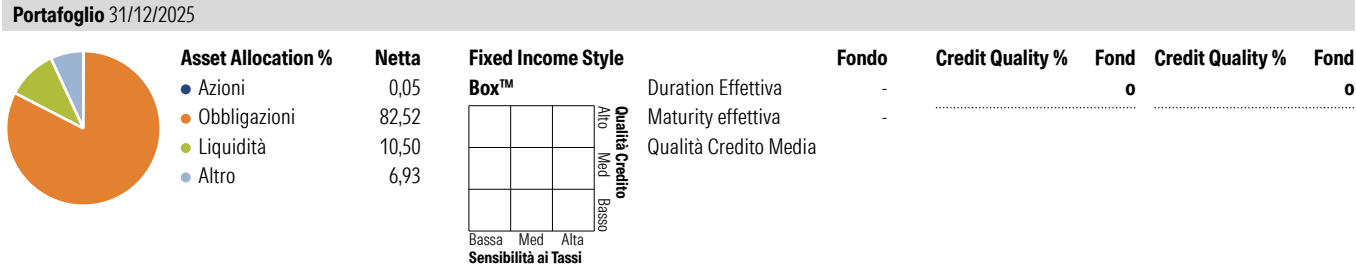 Portafoglio 31/12/2025
Asset Allocation % Netta
Azioni 0,05
Obbligazioni 82,52
Liquidità 10,50
Altro 6,93
Fixed Income Style
Box™
Alto Med Basso
Qualità Credito
Bassa Med Alta
Sensibilità ai Tassi
Fondo
Duration Effettiva -
Maturity effettiva -
Qualità Credito Media
Credit Quality % Fond
o
Credit Quality % Fond
o